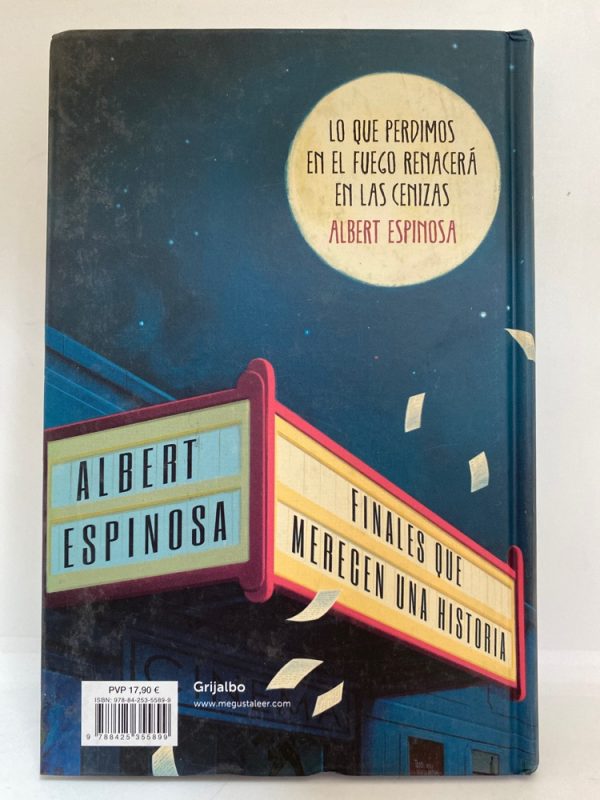 LO QUE PERDIMOS
EN EL FUEGO RENACERÁ
EN LAS CENIZAS
ALBERT ESPINOSA
ALBERT
ESPINOSA
FINALES QUE
MERECEN UNA HISTORIA
CINEMA
PVP 17,90 €
ISBN: 978-84-253-5589-9
9 788425 355899
Grijalbo
www.megustaleer.com